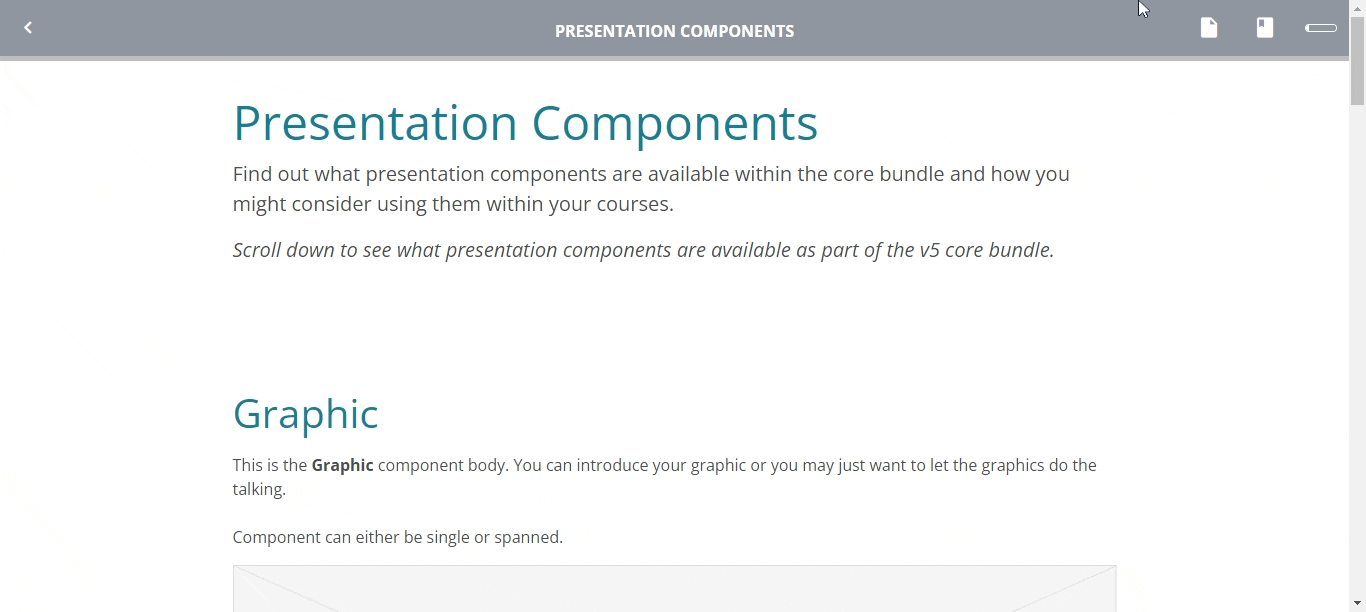 PRESENTATION COMPONENTS
Presentation Components
Find out what presentation components are available within the core bundle and how you
might consider using them within your courses.
Scroll down to see what presentation components are available as part of the v5 core bundle.
Graphic
This is the Graphic component body. You can introduce your graphic or you may just want to let the graphics do the
talking.
Component can either be single or spanned.